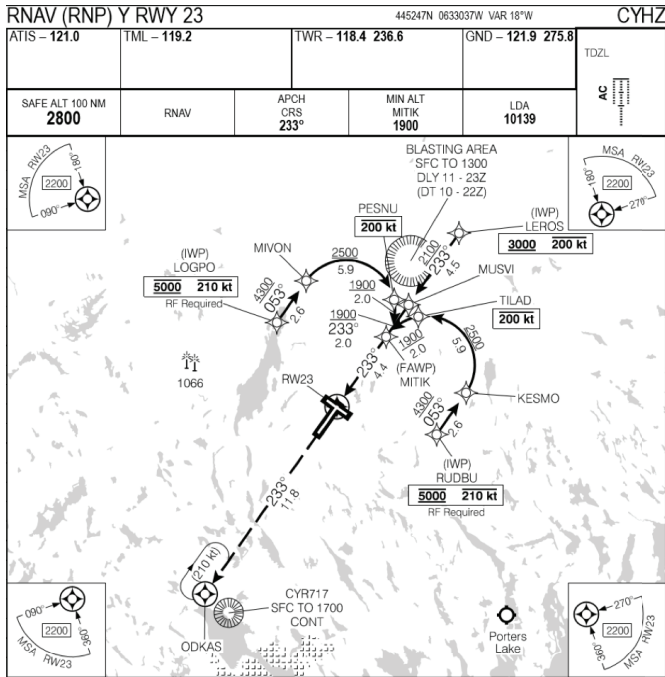 RNAV (RNP) Y RWY 23
445247N 0633037W VAR 18°W
CYHZ
ATIS – 121.0
TML – 119.2
TWR – 118.4 236.6
GND – 121.9 275.8
TDZL
AC
SAFE ALT 100 NM
2800
RNAV
APCH
CRS
233°
MIN ALT
MITIK
1900
LDA
10139
MSA RW23
180°
2200
090°
BLASTING AREA
SFC TO 1300
DLY 11 - 23Z
(DT 10 - 22Z)
MSA RW23
180°
2200
270°
PESNU
200 kt
(IWP)
LEROS
3000 200 kt
2100
233°
4.5
MIVON
2500
5.9
(IWP)
LOGPO
5000 210 kt
RF Required
4300
053°
2.6
MUSVI
1900
2.0
TILAD
200 kt
1900
233°
2.0
1900
2.0
2500
5.9
(FAWP)
MITIK
233°
4.4
1066
RW23
KESMO
4300
053°
2.6
(IWP)
RUDBU
5000 210 kt
RF Required
233°
11.8
(210 kt)
ODKAS
CYR717
SFC TO 1700
CONT
Porters
Lake
090°
360°
2200
MSA RW23
270°
360°
2200
MSA RW23